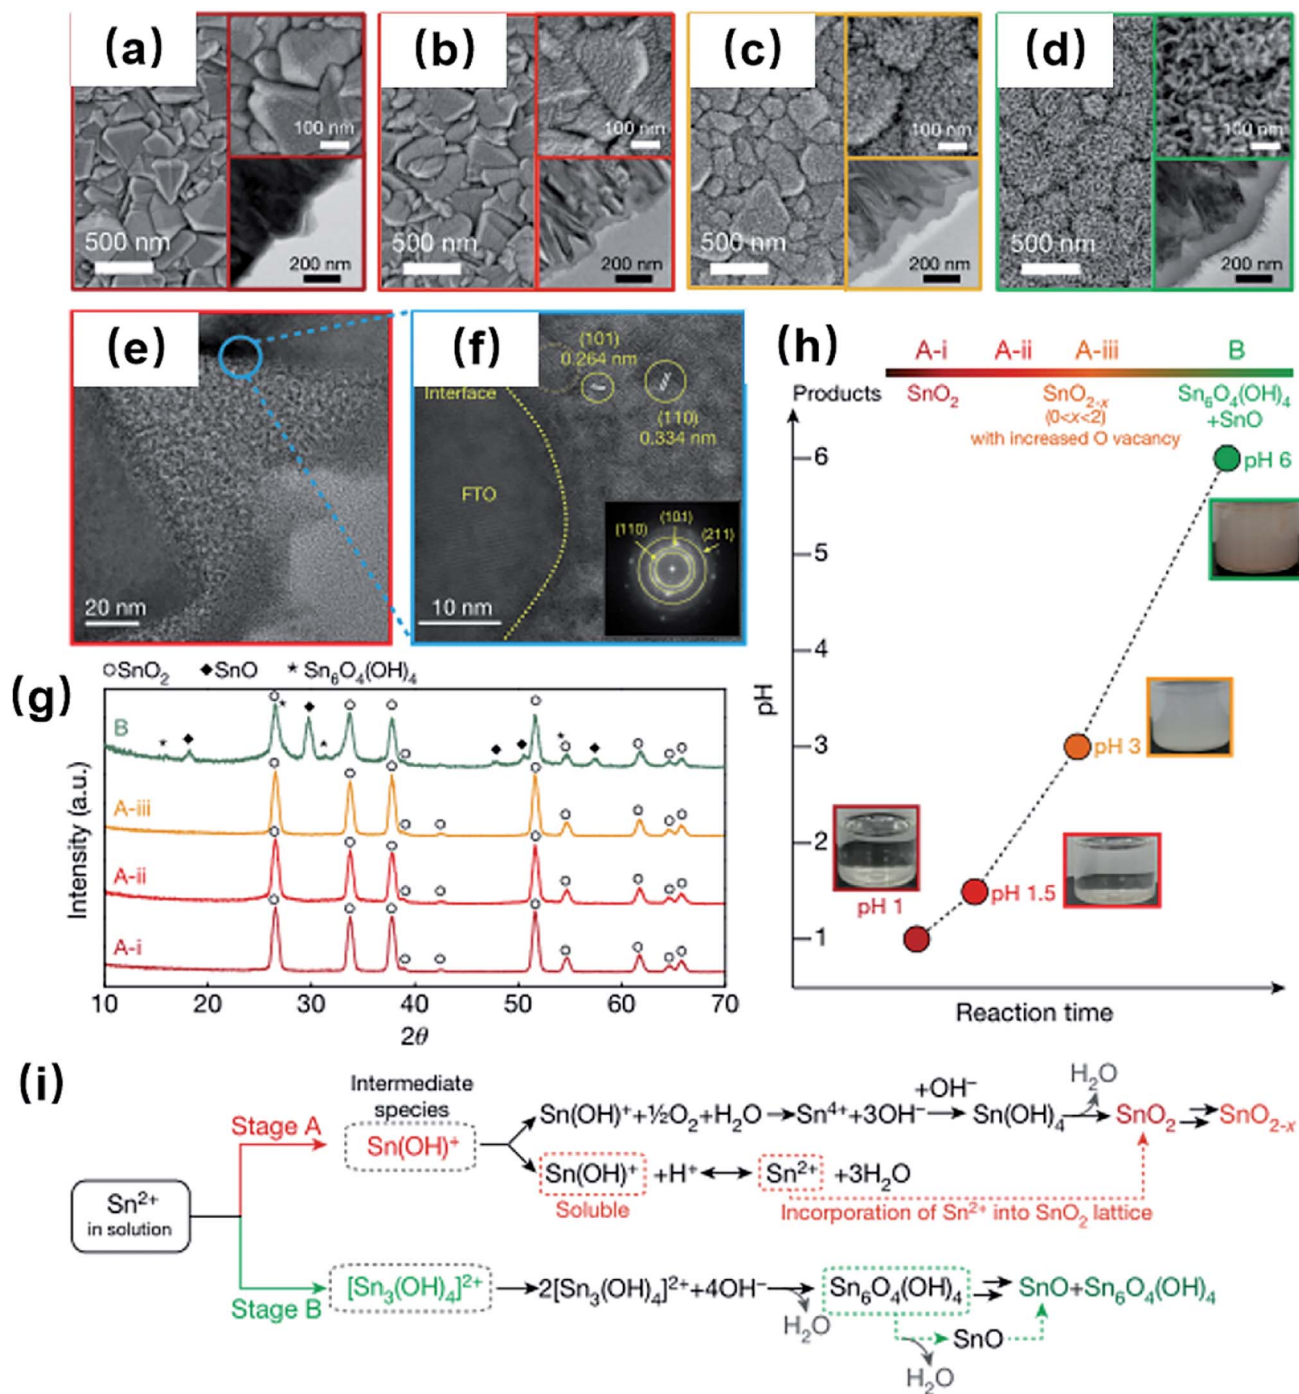 (a)
100 nm
500 nm
200 nm
(b)
100 nm
500 nm
200 nm
(c)
100 nm
500 nm
200 nm
(d)
100 nm
500 nm
200 nm
(e)
20 nm
(f)
(101)
0.264 nm
Interface
(110)
0.334 nm
FTO
(101)
(110)
(211)
10 nm
(h)
A-i A-ii A-iii B
Products
SnO₂
SnO₂₋ₓ
(0<x<2)
with increased O vacancy
Sn₆O₄(OH)₄
+SnO
6
5
4
3
2
1
pH
pH 6
pH 3
pH 1.5
pH 1
Reaction time
(g)
○SnO₂ ◆SnO * Sn₆O₄(OH)₄
B
A-iii
A-ii
A-i
Intensity (a.u.)
10 20 30 40 50 60 70
2θ
(i)
Sn²⁺
in solution
Stage A
Intermediate
species
Sn(OH)⁺
Sn(OH)⁺+½O₂+H₂O→Sn⁴⁺+3OH⁻ +OH⁻→ Sn(OH)₄ → SnO₂ → SnO₂₋ₓ
H₂O
Sn(OH)⁺ +H⁺ ↔ Sn²⁺ +3H₂O
Soluble
Incorporation of Sn²⁺ into SnO₂ lattice
Stage B
[Sn₃(OH)₄]²⁺ → 2[Sn₃(OH)₄]²⁺+4OH⁻ → Sn₆O₄(OH)₄ → SnO+Sn₆O₄(OH)₄
H₂O
SnO
H₂O